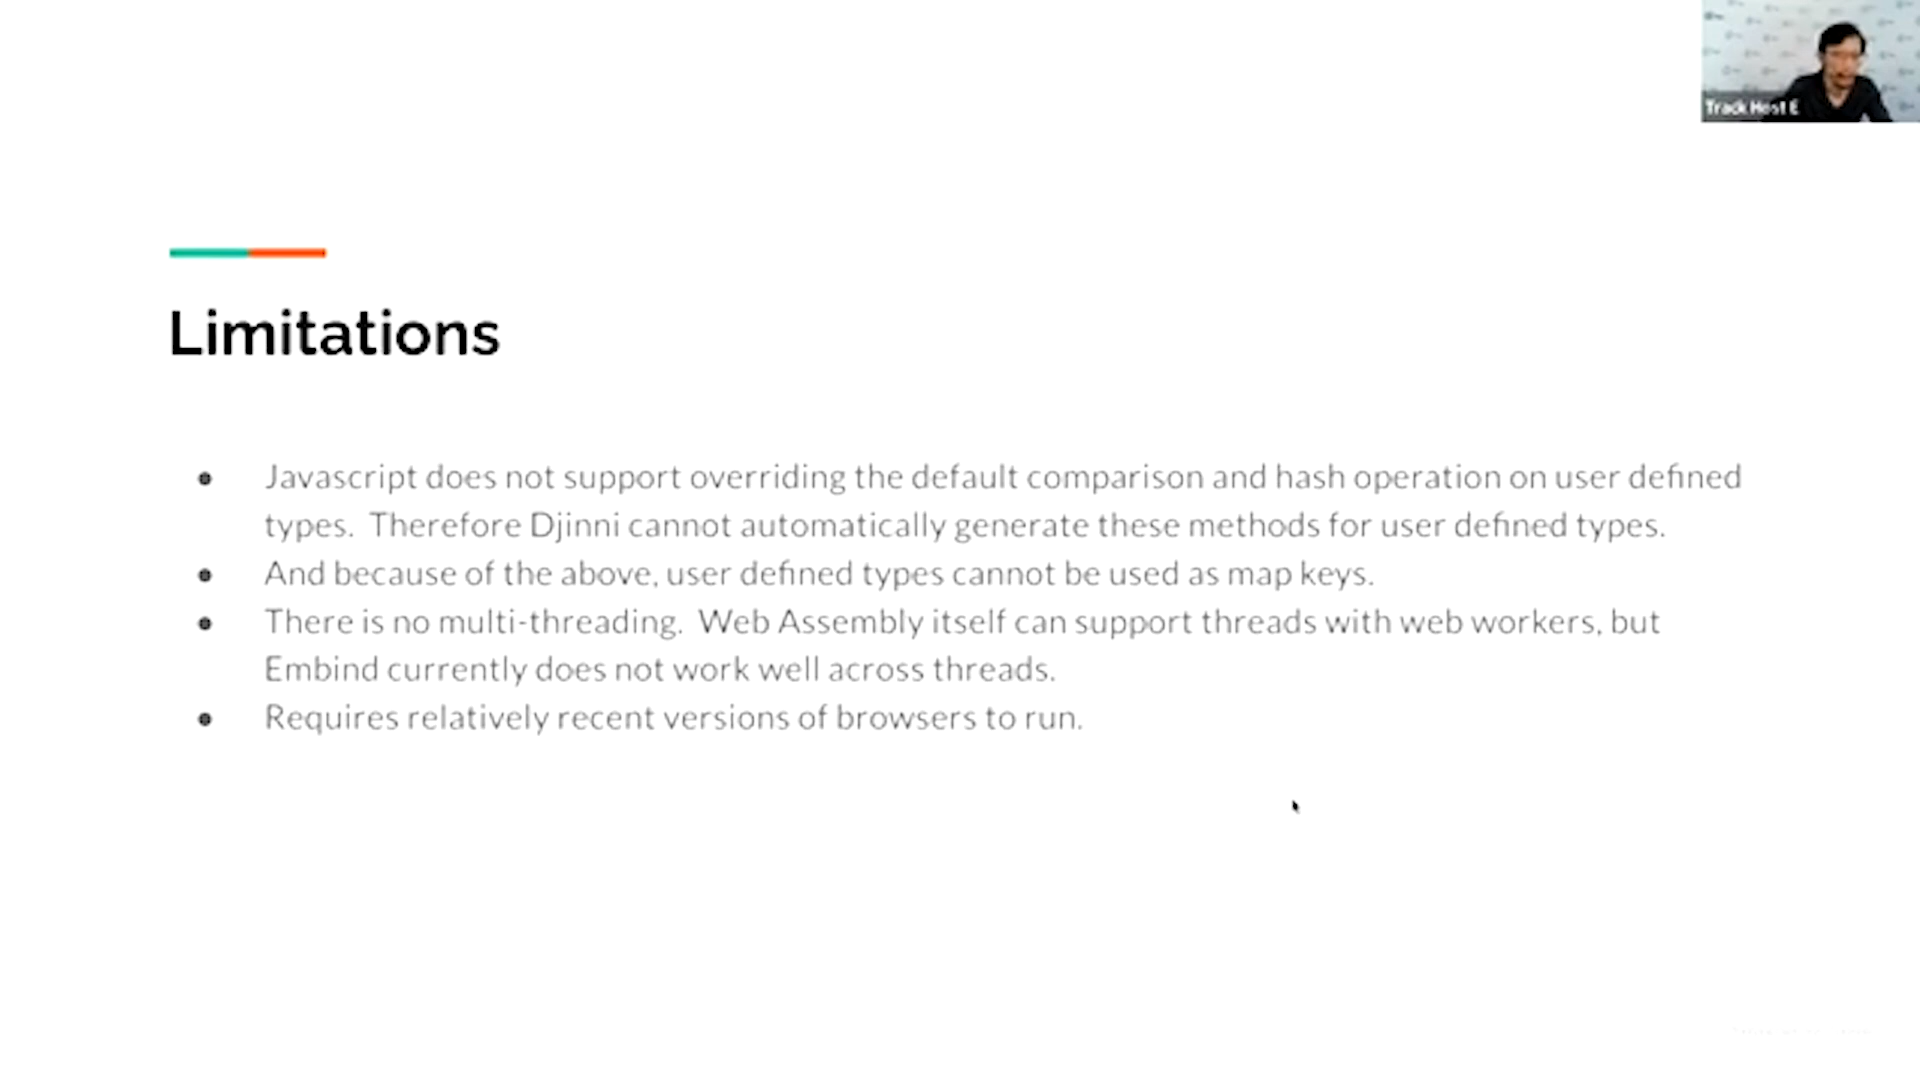 Track Host E
Limitations
Javascript does not support overriding the default comparison and hash operation on user defined
types. Therefore Djinni cannot automatically generate these methods for user defined types.
And because of the above, user defined types cannot be used as map keys.
There is no multi-threading. Web Assembly itself can support threads with web workers, but
Embind currently does not work well across threads.
Requires relatively recent versions of browsers to run.